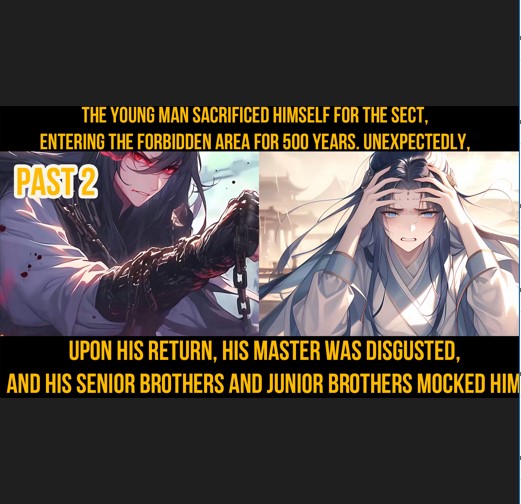 THE YOUNG MAN SACRIFICED HIMSELF FOR THE SECT,
ENTERING THE FORBIDDEN AREA FOR 500 YEARS. UNEXPECTEDLY,
PAST 2
UPON HIS RETURN, HIS MASTER WAS DISGUSTED,
AND HIS SENIOR BROTHERS AND JUNIOR BROTHERS MOCKED HIM